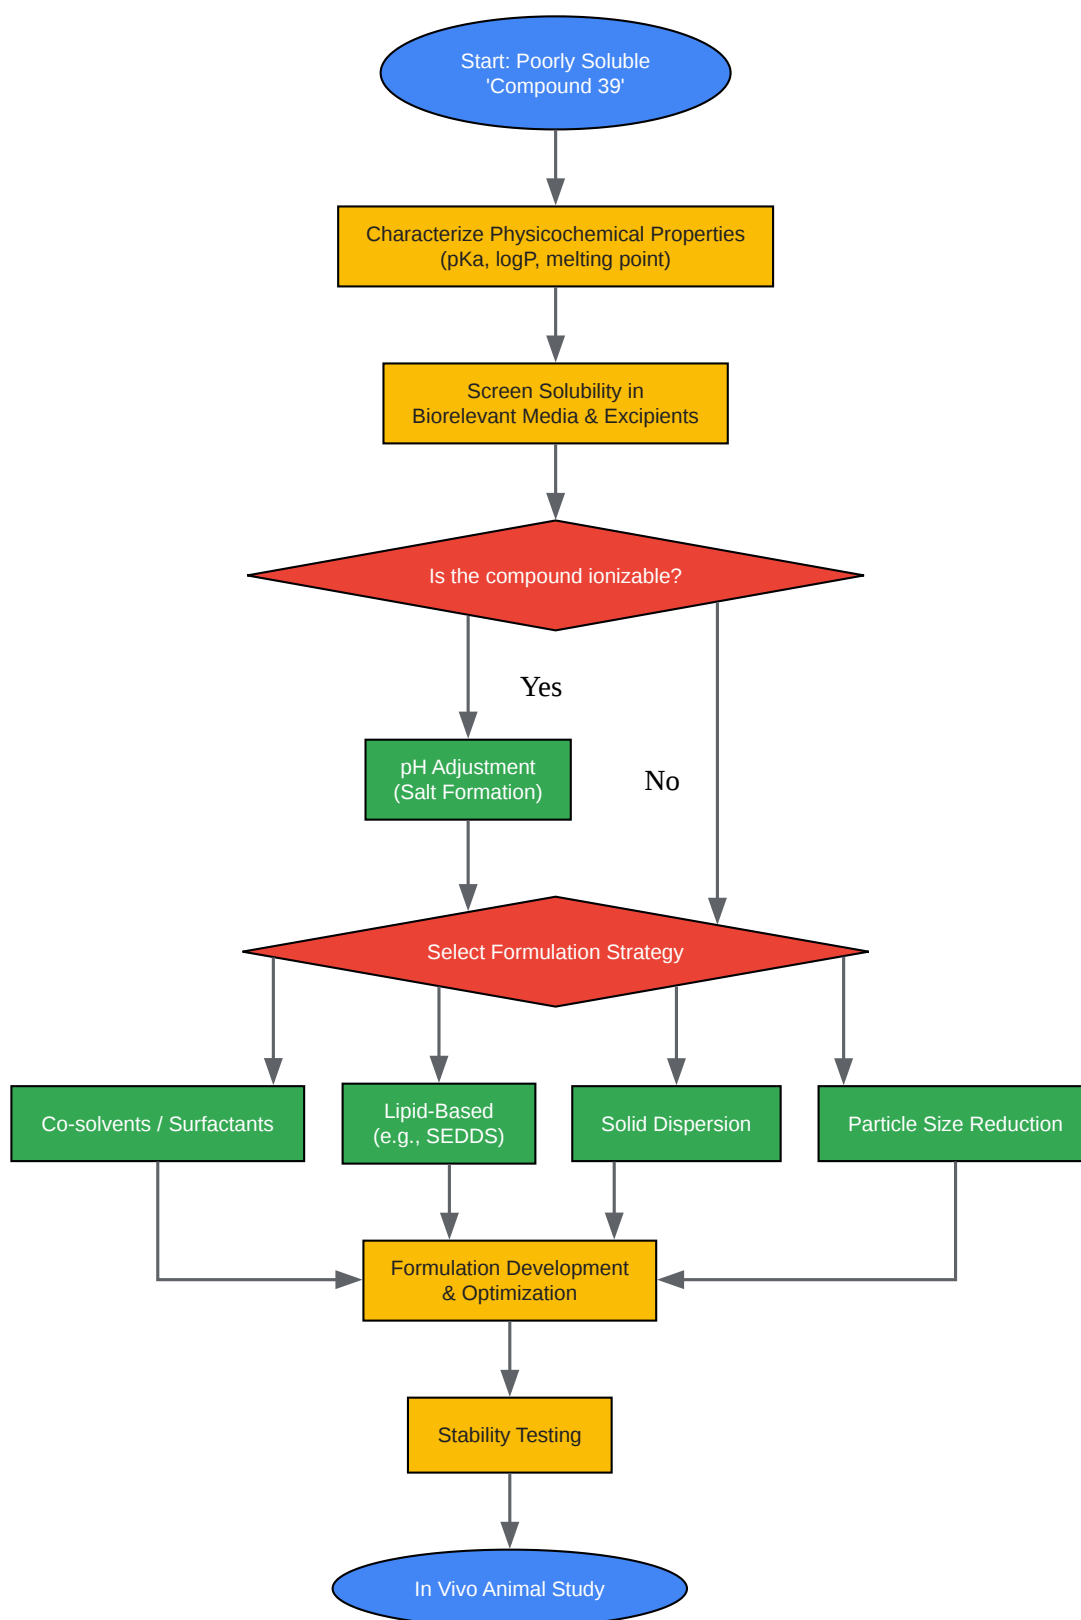 Start: Poorly Soluble
'Compound 39'
Characterize Physicochemical Properties
(pKa, logP, melting point)
Screen Solubility in
Biorelevant Media & Excipients
Is the compound ionizable?
Yes
pH Adjustment
(Salt Formation)
No
Select Formulation Strategy
Co-solvents / Surfactants
Lipid-Based
(e.g., SEDDS)
Solid Dispersion
Particle Size Reduction
Formulation Development
& Optimization
Stability Testing
In Vivo Animal Study